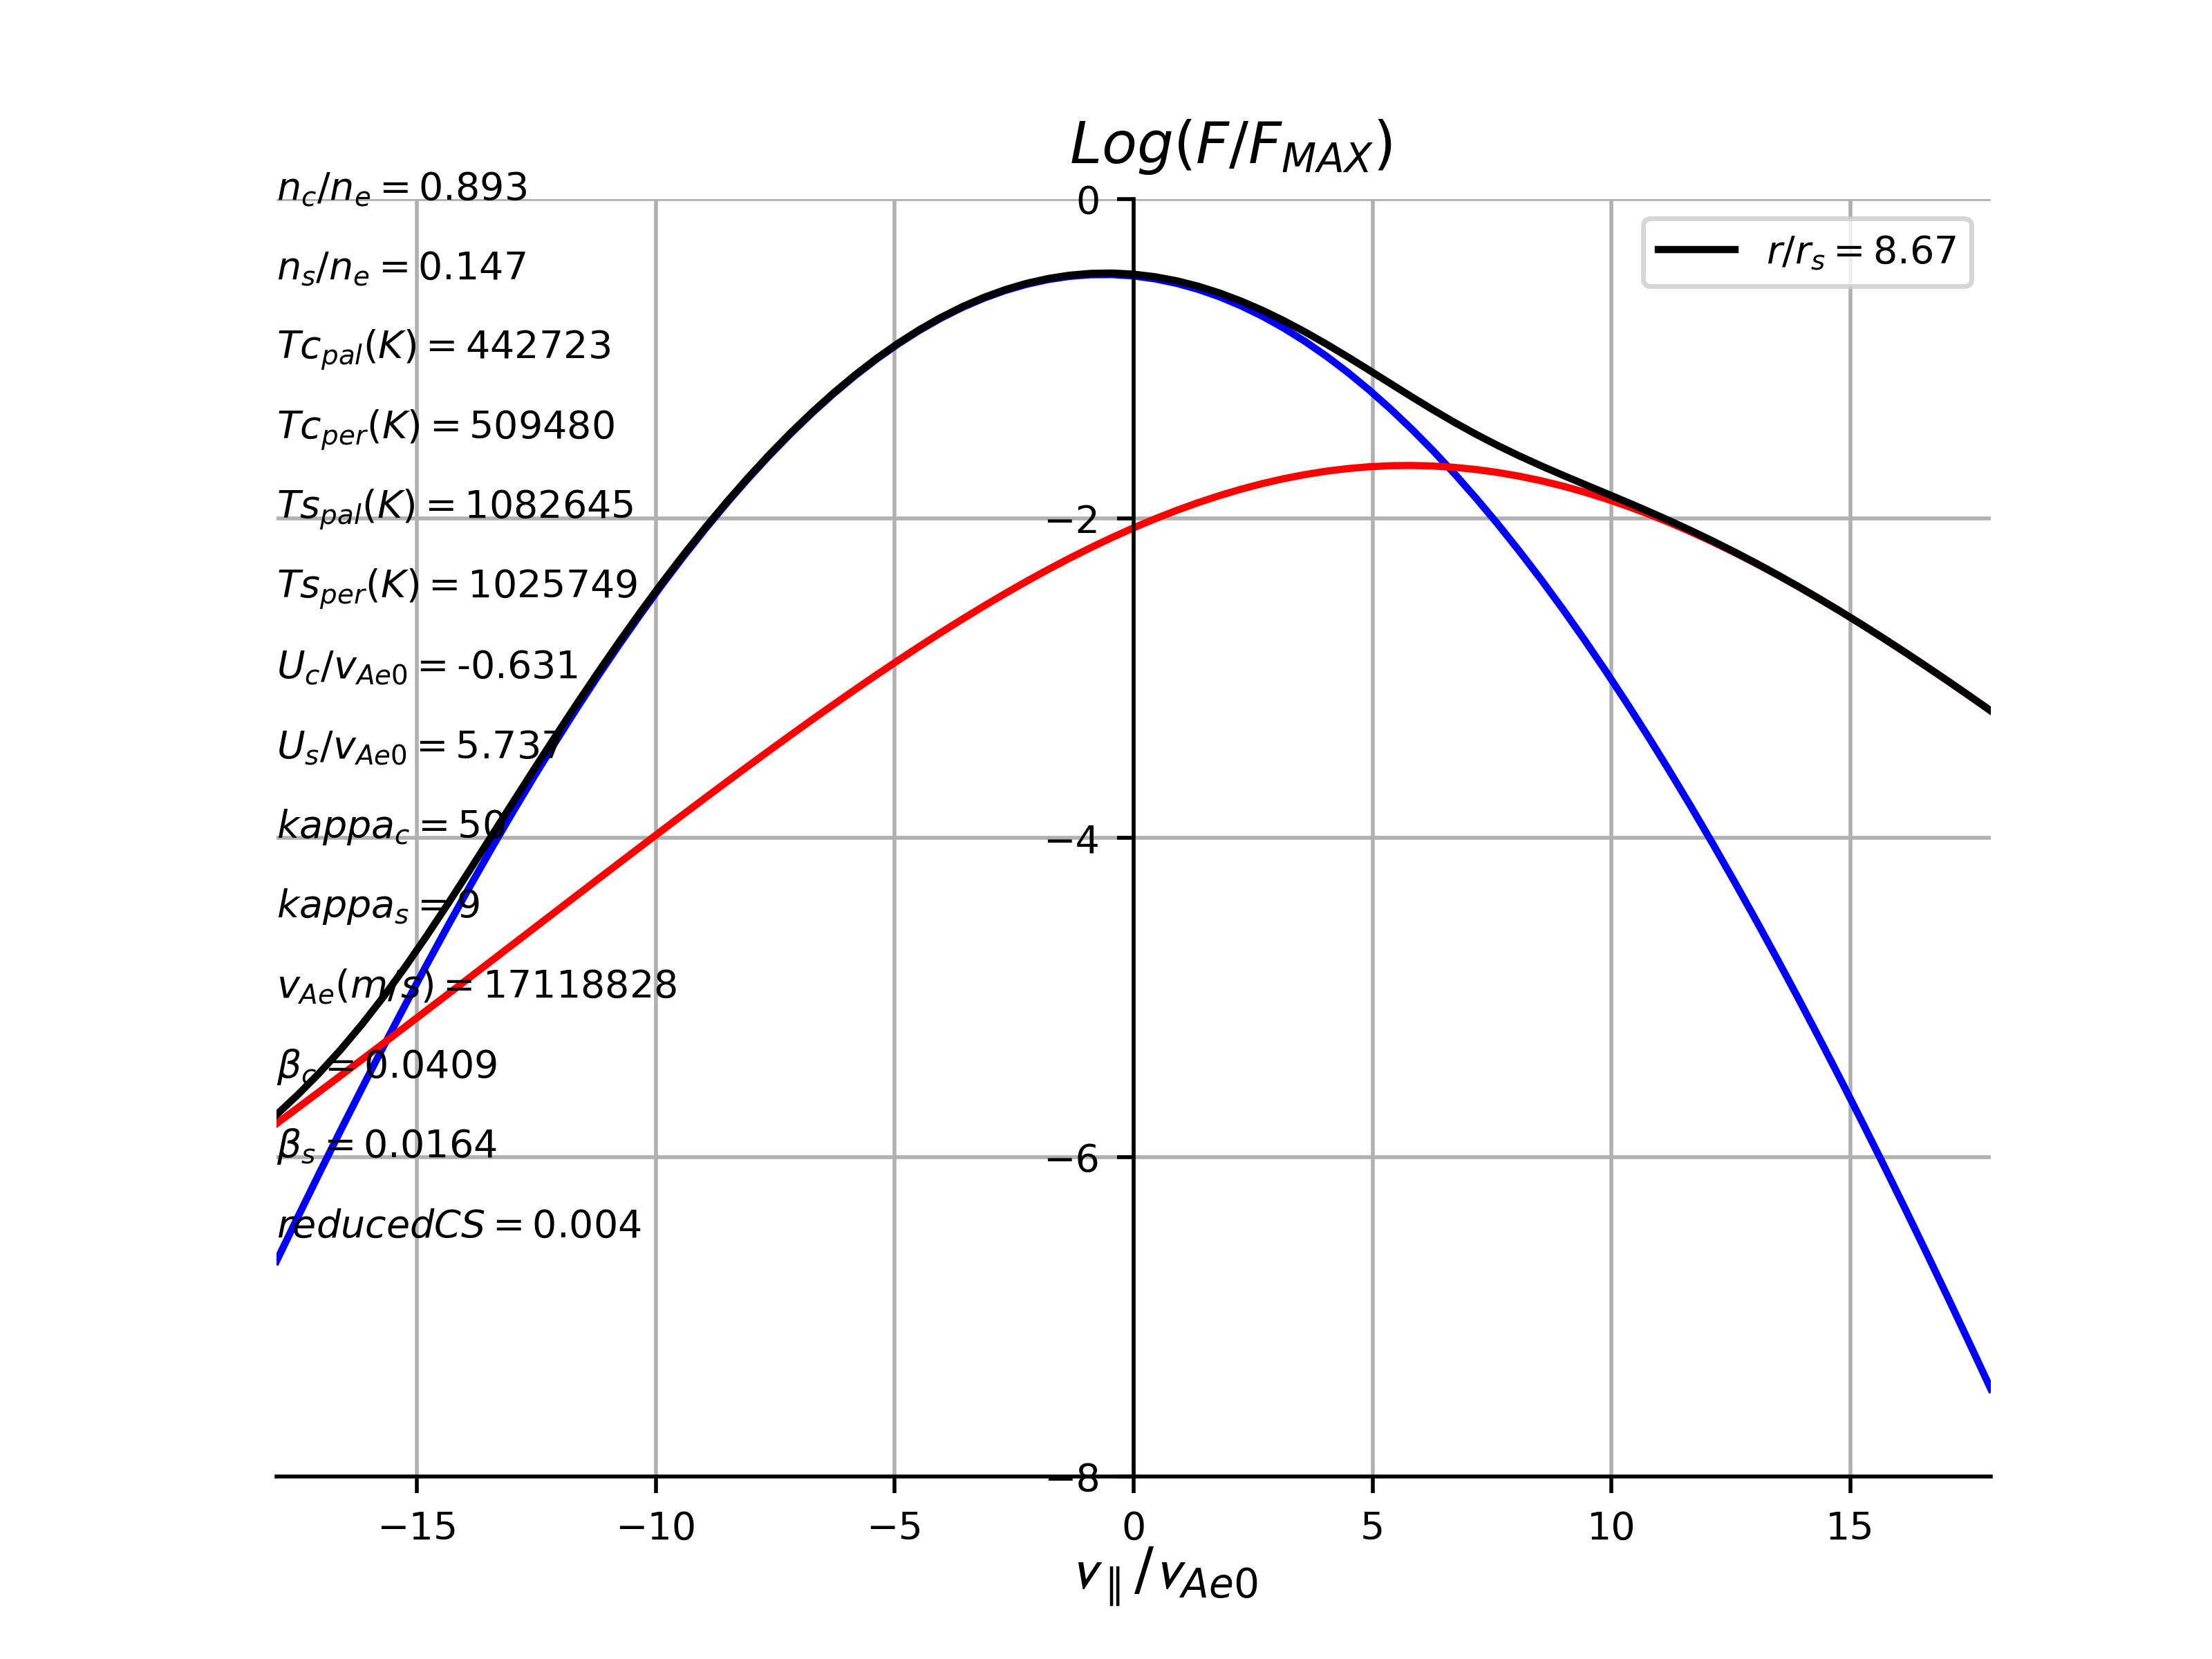 Log(F/F_MAX)
n_c/n_e = 0.893
n_s/n_e = 0.147
Tc_pal(K) = 442723
Tc_per(K) = 509480
Ts_pal(K) = 1082645
Ts_per(K) = 1025749
U_c/v_Ae0 = -0.631
U_s/v_Ae0 = 5.737
kappa_c = 50
kappa_s = 9
v_Ae(m/s) = 17118828
β_c = 0.0409
β_s = 0.0164
reducedCS = 0.004
r/r_s = 8.67
0
−2
−4
−6
−8
−15 −10 −5 0 5 10 15
v_∥/v_Ae0